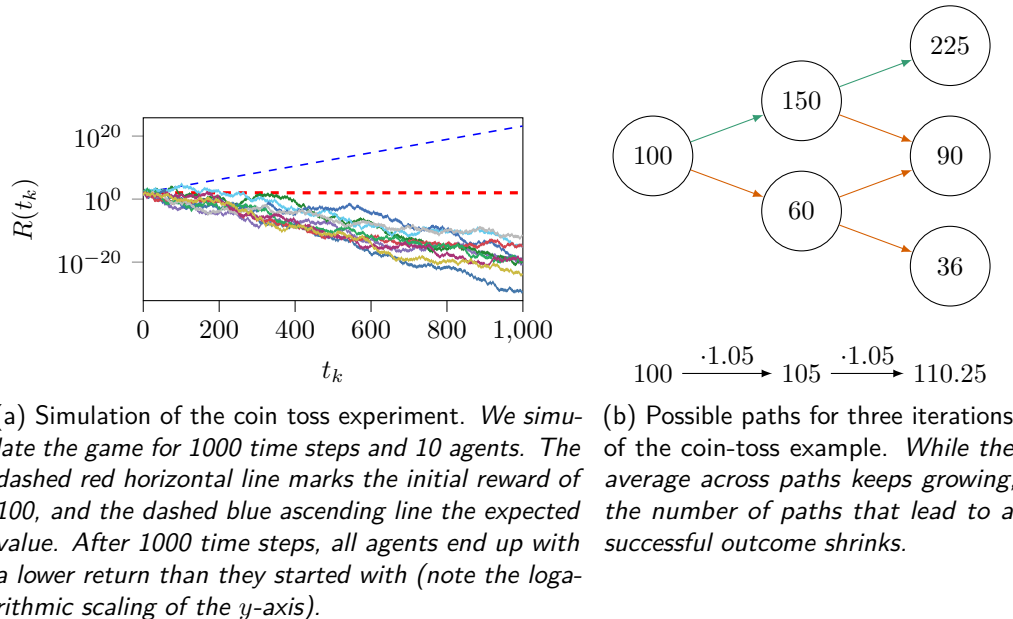 R(t_k)
10^20
10^0
10^−20
0
200
400
600
800
1,000
t_k
(a) Simulation of the coin toss experiment. We simu-
late the game for 1000 time steps and 10 agents. The
dashed red horizontal line marks the initial reward of
100, and the dashed blue ascending line the expected
value. After 1000 time steps, all agents end up with
a lower return than they started with (note the loga-
rithmic scaling of the y-axis).
225
150
100
90
60
36
100 ·1.05 105 ·1.05 110.25
(b) Possible paths for three iterations
of the coin-toss example. While the
average across paths keeps growing,
the number of paths that lead to a
successful outcome shrinks.